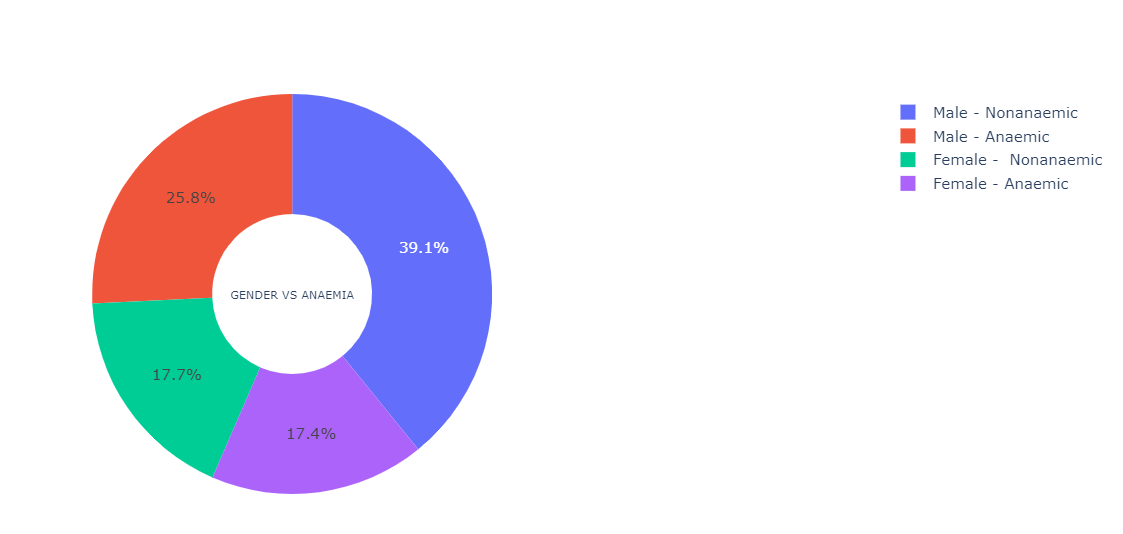 25.8%
39.1%
GENDER VS ANAEMIA
17.7%
17.4%
Male - Nonanaemic
Male - Anaemic
Female -  Nonanaemic
Female - Anaemic